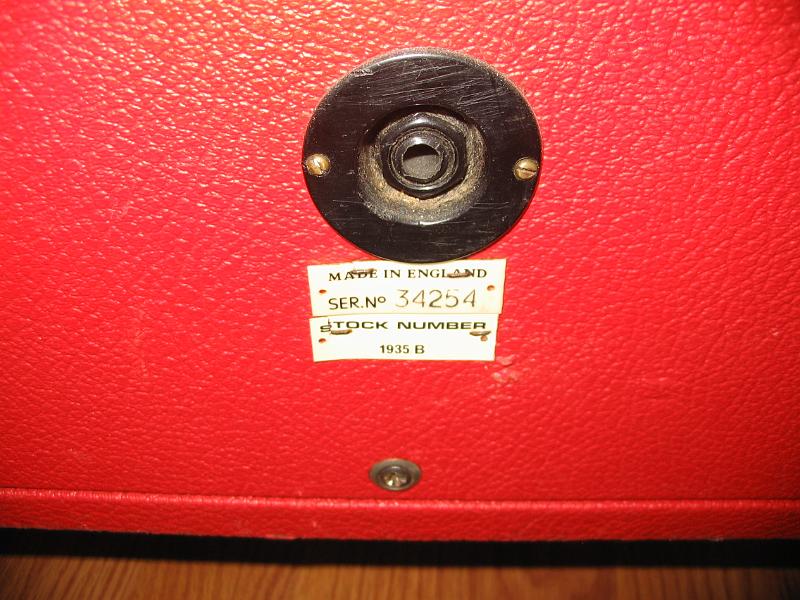 MADE IN ENGLAND
SER.Nº 34254
STOCK NUMBER
1935 B